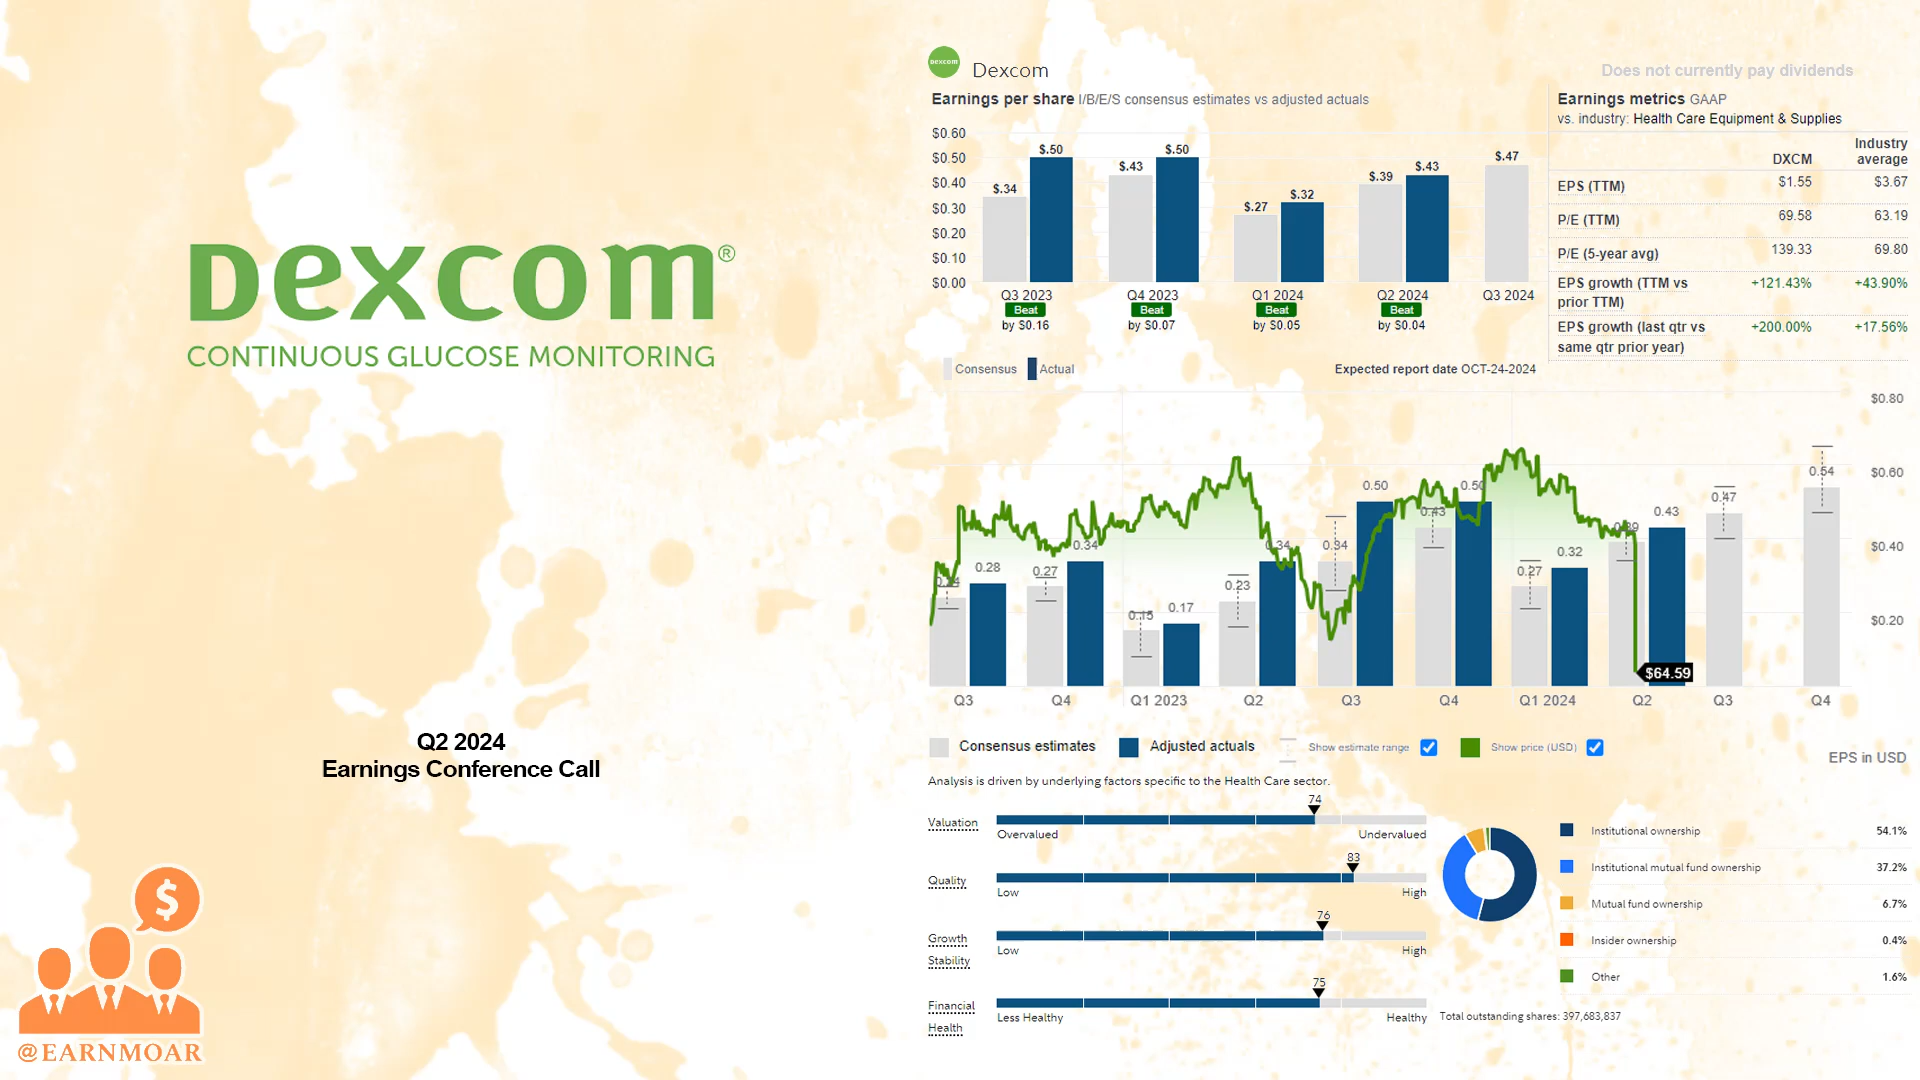 Dexcom®
CONTINUOUS GLUCOSE MONITORING
Q2 2024
Earnings Conference Call
$
@EARNMOAR
Dexcom
Dexcom
Does not currently pay dividends
Earnings per share I/B/E/S consensus estimates vs adjusted actuals
$0.60
$0.50
$0.40
$0.30
$0.20
$0.10
$0.00
$.34
$.50
$.43
$.50
$.27
$.32
$.39
$.43
$.47
Q3 2023
Q4 2023
Q1 2024
Q2 2024
Q3 2024
Beat
Beat
Beat
Beat
by $0.16
by $0.07
by $0.05
by $0.04
Consensus
Actual
Expected report date OCT-24-2024
Earnings metrics GAAP
vs. industry: Health Care Equipment & Supplies
DXCM
Industry
average
EPS (TTM) $1.55 $3.67
P/E (TTM) 69.58 63.19
P/E (5-year avg) 139.33 69.80
EPS growth (TTM vs
prior TTM) +121.43% +43.90%
EPS growth (last qtr vs
same qtr prior year) +200.00% +17.56%
$0.80
$0.60
$0.40
$0.20
0.24
0.28
0.27
0.34
0.15
0.17
0.23
0.34
0.34
0.50
0.43
0.50
0.27
0.32
0.39
0.43
0.47
0.54
$64.59
Q3
Q4
Q1 2023
Q2
Q3
Q4
Q1 2024
Q2
Q3
Q4
Consensus estimates
Adjusted actuals
Show estimate range
Show price (USD)
EPS in USD
Analysis is driven by underlying factors specific to the Health Care sector.
74
Valuation
Overvalued
Undervalued
83
Quality
Low
High
76
Growth
Stability
Low
High
75
Financial
Health
Less Healthy
Healthy
Institutional ownership 54.1%
Institutional mutual fund ownership 37.2%
Mutual fund ownership 6.7%
Insider ownership 0.4%
Other 1.6%
Total outstanding shares: 397,683,837